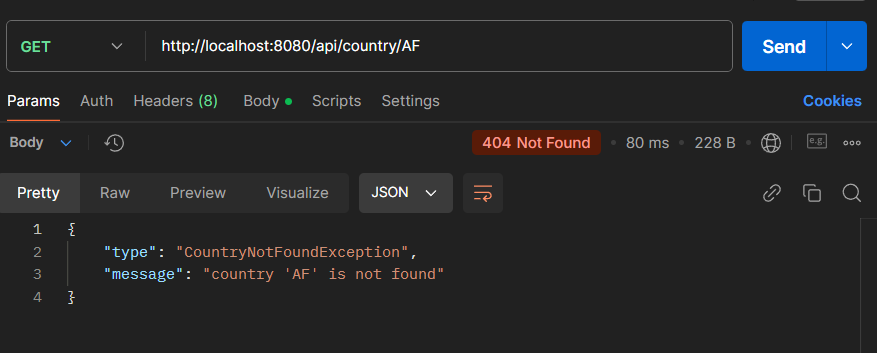 GET http://localhost:8080/api/country/AF Send
Params Auth Headers (8) Body Scripts Settings Cookies
Body 404 Not Found 80 ms 228 B e.g.
Pretty Raw Preview Visualize JSON
1 {
2 "type": "CountryNotFoundException",
3 "message": "country 'AF' is not found"
4 }